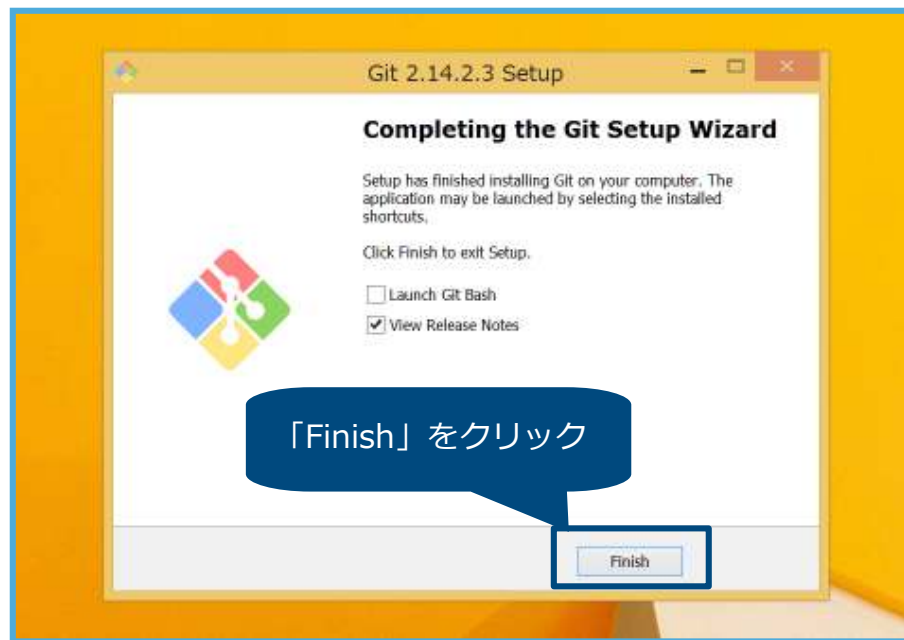 Git 2.14.2.3 Setup
Completing the Git Setup Wizard
Setup has finished installing Git on your computer. The
application may be launched by selecting the installed
shortcuts.
Click Finish to exit Setup.
Launch Git Bash
View Release Notes
「Finish」をクリック
Finish